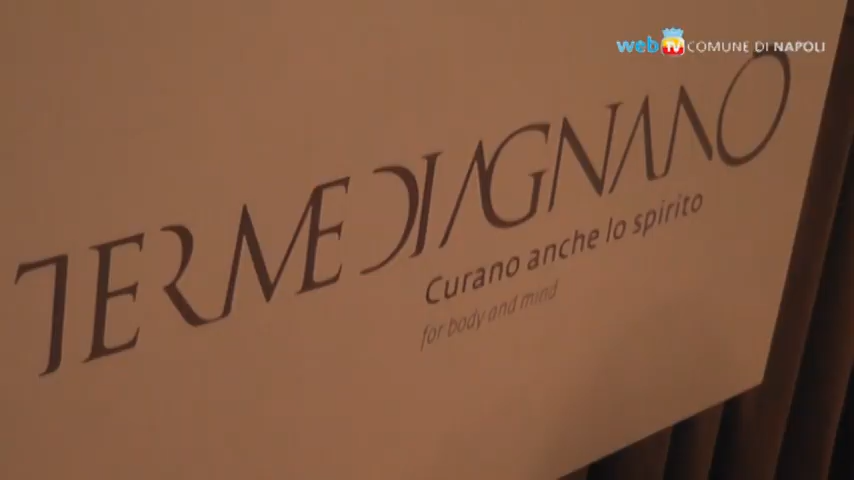 web TV COMUNE DI NAPOLI
TERME DI AGNANO
Curano anche lo spirito
for body and mind